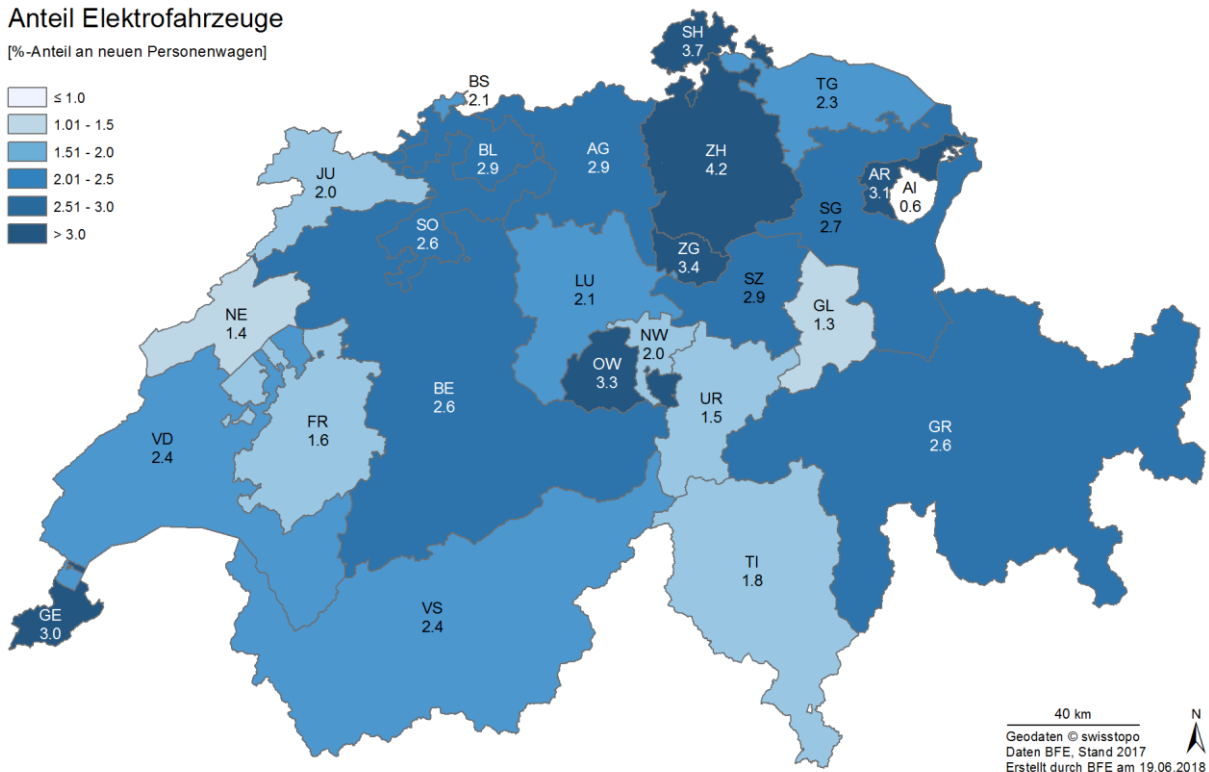 Anteil Elektrofahrzeuge
[%-Anteil an neuen Personenwagen]
≤ 1.0
1.01 - 1.5
1.51 - 2.0
2.01 - 2.5
2.51 - 3.0
> 3.0
SH
3.7
BS
2.1
TG
2.3
BL
2.9
AG
2.9
ZH
4.2
JU
2.0
AR
3.1
AI
0.6
SO
2.6
SG
2.7
ZG
3.4
LU
2.1
SZ
2.9
GL
1.3
NE
1.4
NW
2.0
OW
3.3
BE
2.6
UR
1.5
FR
1.6
GR
2.6
VD
2.4
TI
1.8
VS
2.4
GE
3.0
40 km
N
Geodaten © swisstopo
Daten BFE, Stand 2017
Erstellt durch BFE am 19.06.2018